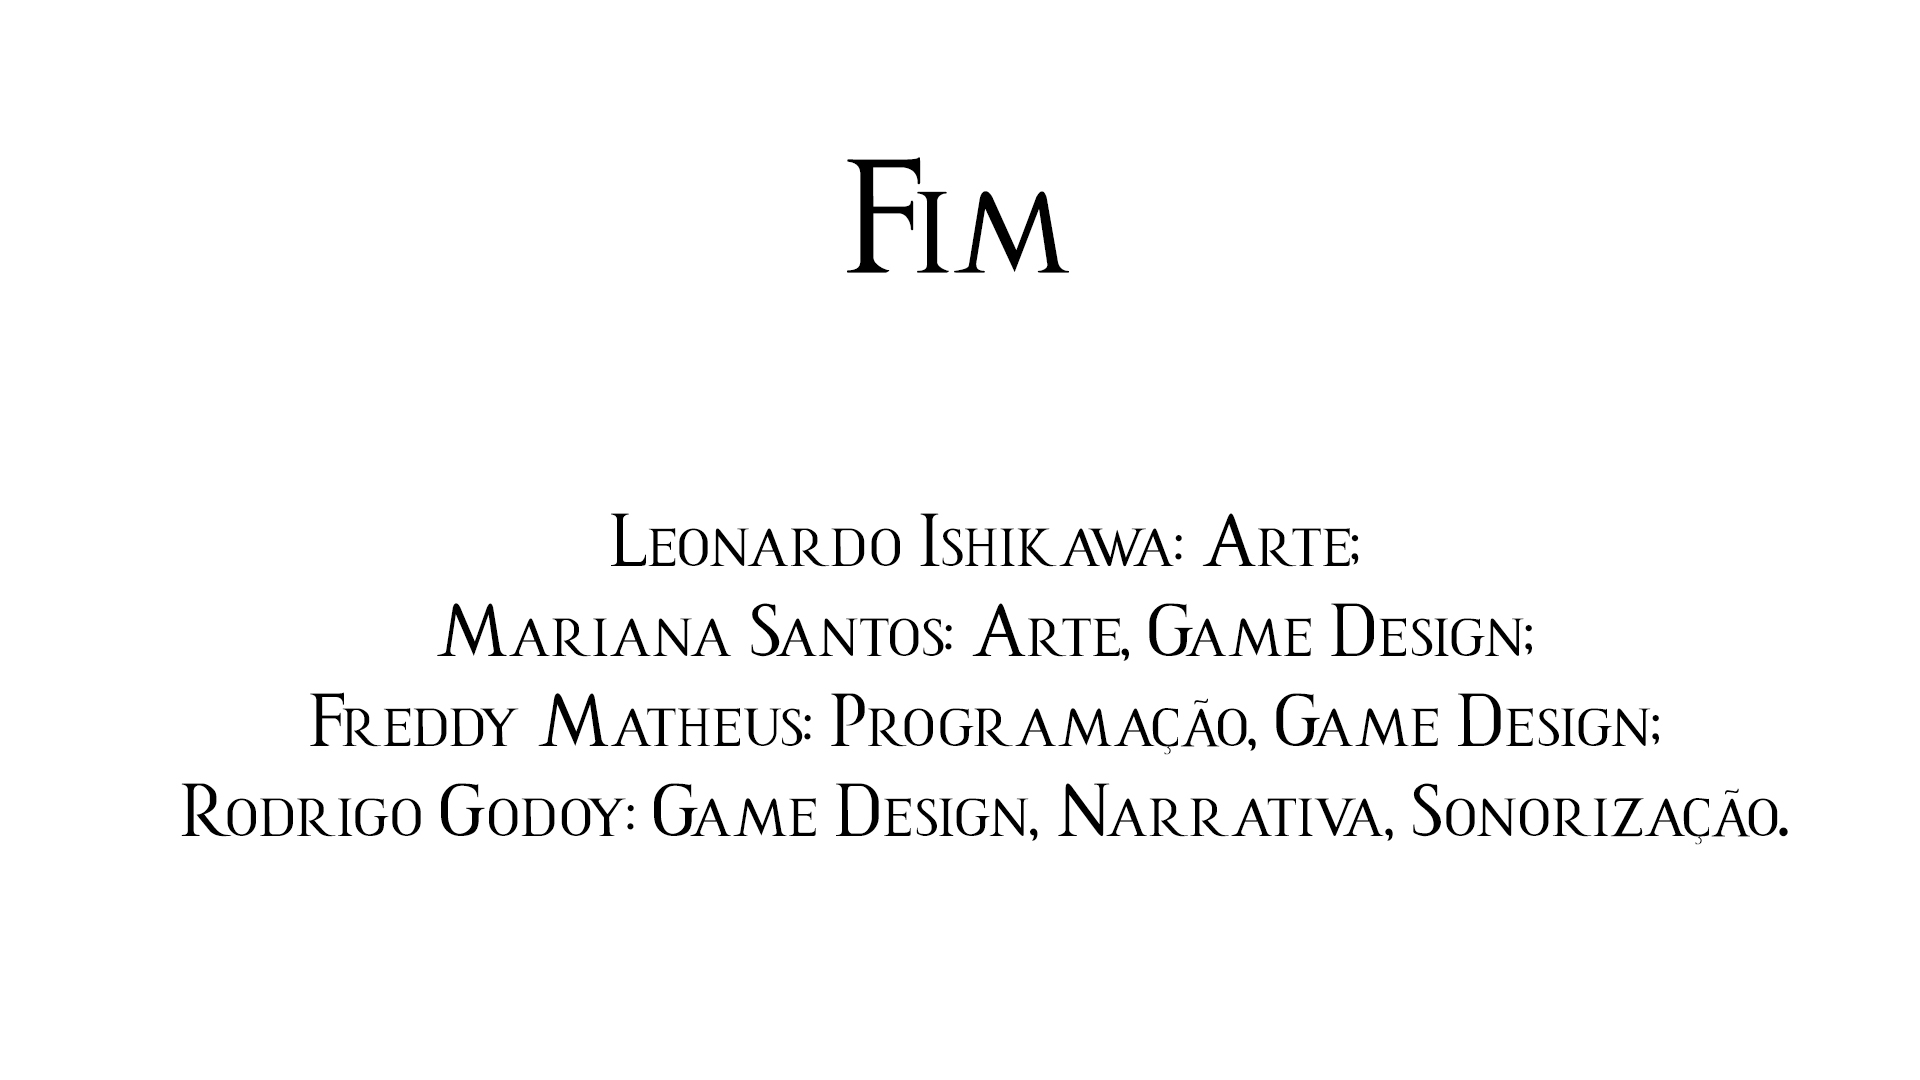 Fim
Leonardo Ishikawa: Arte;
Mariana Santos: Arte, Game Design;
Freddy Matheus: Programação, Game Design;
Rodrigo Godoy: Game Design, Narrativa, Sonorização.